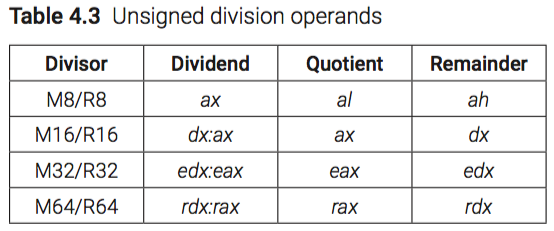 Table 4.3 Unsigned division operands
Divisor Dividend Quotient Remainder
M8/R8 ax al ah
M16/R16 dx:ax ax dx
M32/R32 edx:eax eax edx
M64/R64 rdx:rax rax rdx